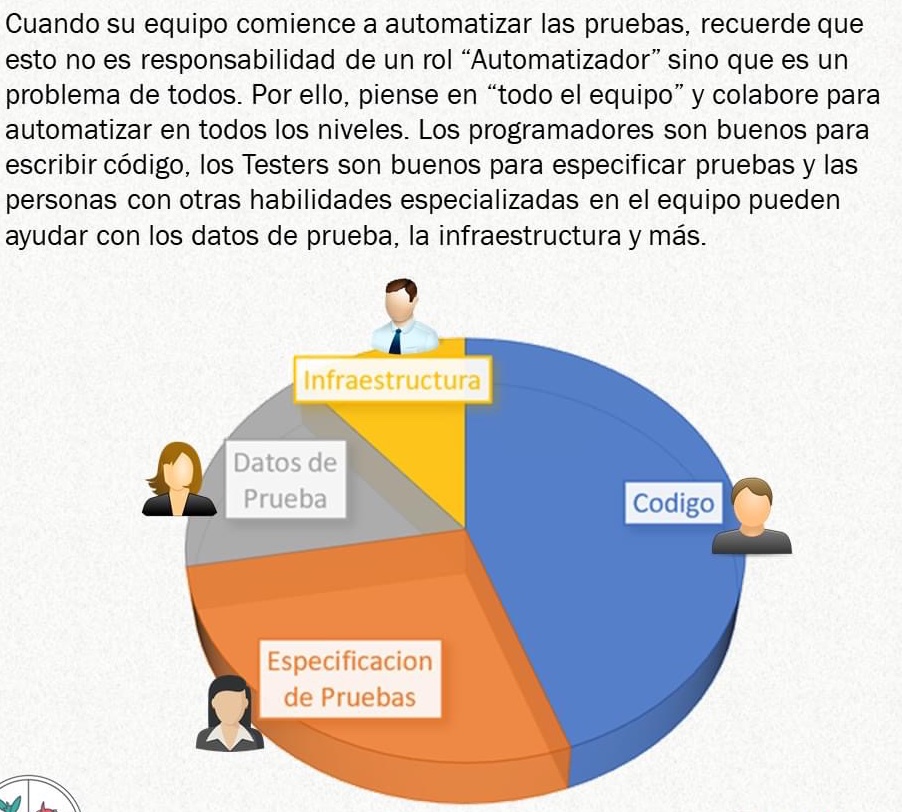 Cuando su equipo comience a automatizar las pruebas, recuerde que
esto no es responsabilidad de un rol “Automatizador” sino que es un
problema de todos. Por ello, piense en “todo el equipo” y colabore para
automatizar en todos los niveles. Los programadores son buenos para
escribir código, los Testers son buenos para especificar pruebas y las
personas con otras habilidades especializadas en el equipo pueden
ayudar con los datos de prueba, la infraestructura y más.
Infraestructura
Datos de
Prueba
Codigo
Especificacion
de Pruebas